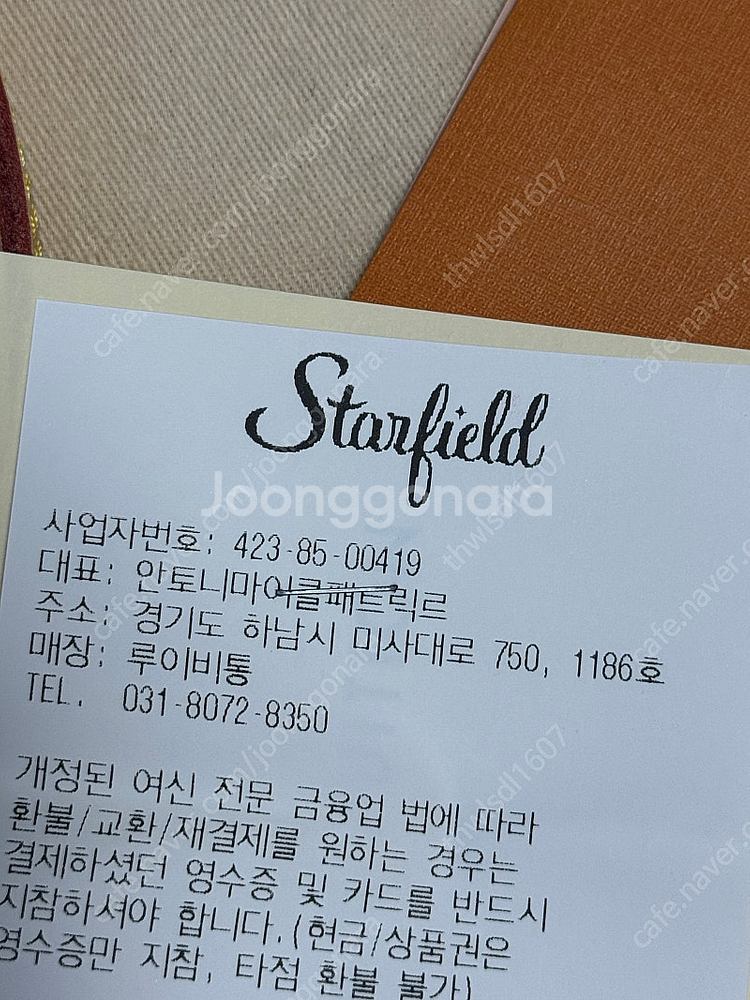 Starfield
Joonggonara
사업자번호: 423-85-00419
대표: 안토니마이클패트릭르
주소: 경기도 하남시 미사대로 750, 1186호
매장: 루이비통
TEL. 031-8072-8350
개정된 여신 전문 금융업 법에 따라
환불/교환/재결제를 원하는 경우는
결제하셨던 영수증 및 카드를 반드시
지참하셔야 합니다.(현금/상품권은
영수증만 지참, 타점 환불 불가)
cafe.naver.com/joonggonara
thwlsdl1607